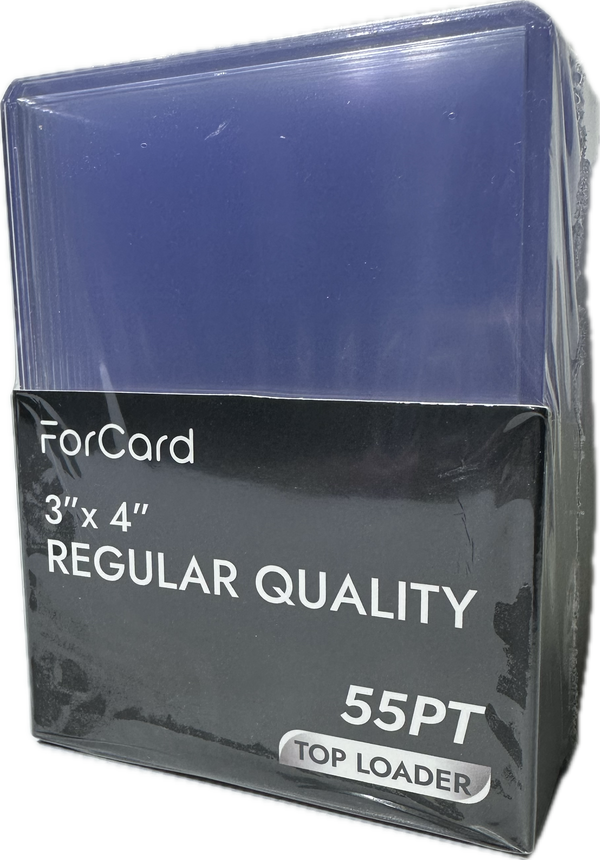 ForCard
3”x 4”
REGULAR QUALITY
55PT
TOP LOADER